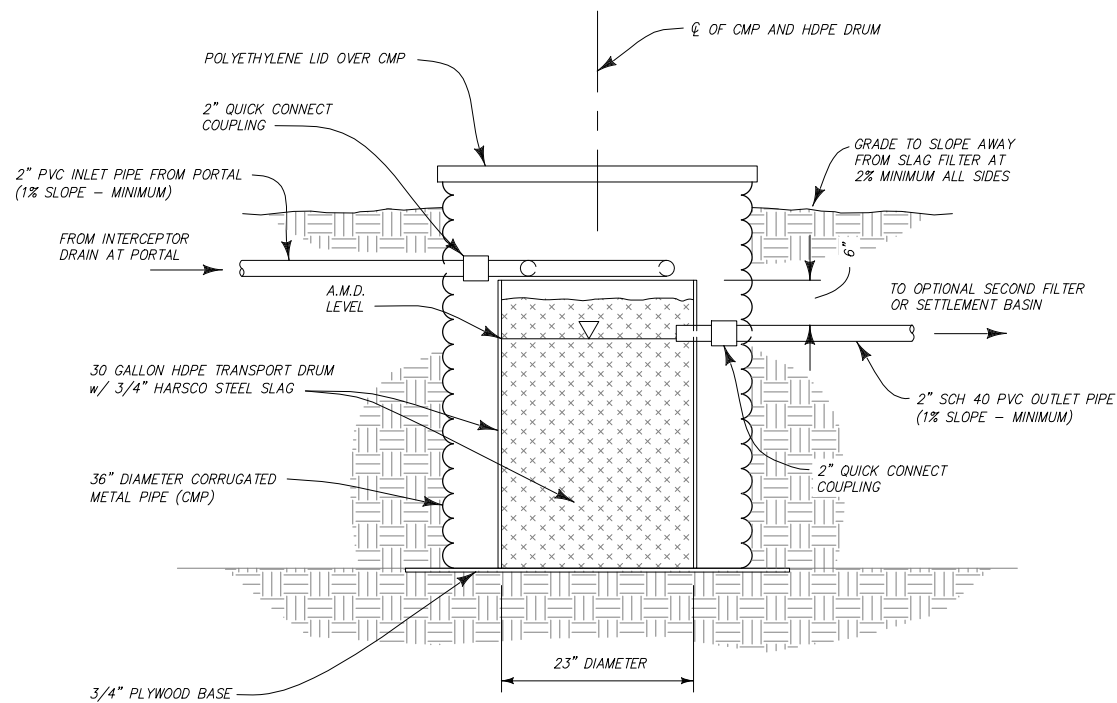 ℄ OF CMP AND HDPE DRUM
POLYETHYLENE LID OVER CMP
2" QUICK CONNECT
COUPLING
GRADE TO SLOPE AWAY
FROM SLAG FILTER AT
2% MINIMUM ALL SIDES
2" PVC INLET PIPE FROM PORTAL
(1% SLOPE – MINIMUM)
FROM INTERCEPTOR
DRAIN AT PORTAL
6"
A.M.D.
LEVEL
TO OPTIONAL SECOND FILTER
OR SETTLEMENT BASIN
30 GALLON HDPE TRANSPORT DRUM
w/ 3/4" HARSCO STEEL SLAG
2" SCH 40 PVC OUTLET PIPE
(1% SLOPE – MINIMUM)
2" QUICK CONNECT
COUPLING
36" DIAMETER CORRUGATED
METAL PIPE (CMP)
23" DIAMETER
3/4" PLYWOOD BASE